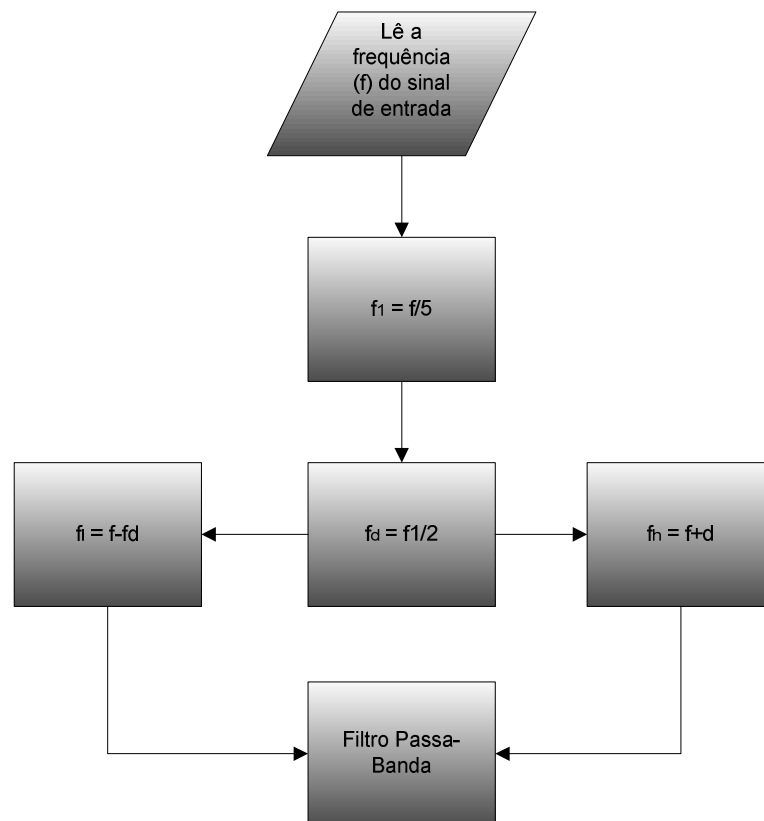 Lê a
frequência
(f) do sinal
de entrada
f1 = f/5
fl = f-fd
fd = f1/2
fh = f+d
Filtro Passa-
Banda